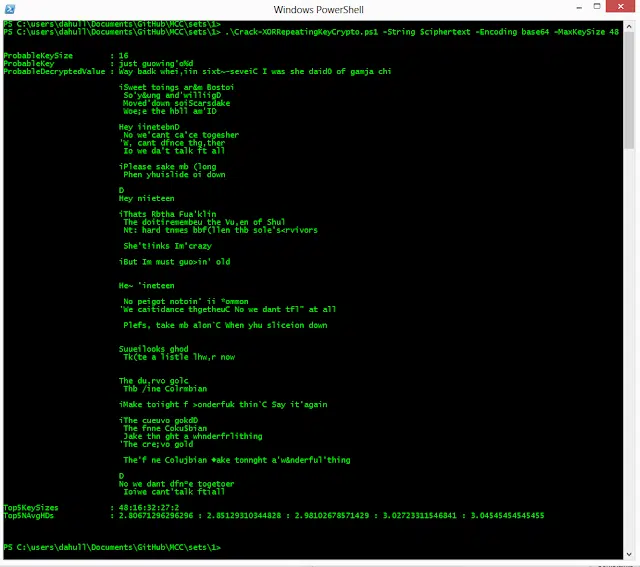 Windows PowerShell
PS C:\users\dahull\Documents\GitHub\MCC\sets\1>
PS C:\users\dahull\Documents\GitHub\MCC\sets\1> .\Crack-XORRepeatingKeyCrypto.ps1 -String $ciphertext -Encoding base64 -MaxKeySize 48
ProbableKeySize : 16
ProbableKey : just guowing'o%d
ProbableDecryptedValue : Way badk whei,iin sixt~-seveiC I was she daidO of gamja chi
iSweet toings ar&m Bostoi
So'y&ung and'williigD
Moved'down soiScarsdake
Woe;e the hbll am'ID
Hey iinetebnD
No we'cant ca'ce togesher
'W, cant dfnce thg,ther
Io we da't talk ft all
iPlease sake mb (long
Phen yhuislide oi down
D
Hey niiteen
iThats Rbtha Fua'klin
The doitiremembeu the Vu,en of Shul
Nt: hard tnmes bbf(llen thb sole's<rvivors
She't!inks Im'crazy
iBut Im must guo>in' old
He~ 'ineteen
No peigot notoin' ii "ommon
'We caitidance thgetheuC No we dant tfl" at all
Plefs, take mb alon`C When yhu sliceion down
Suueilooks ghod
Tk(te a listle lhw,r now
The du,rvo golc
Thb /ine Colrmbian
iMake toiight f >onderfuk thin`C Say it'again
iThe cueuvo gokdD
The fnne Coku$bian
Jake thn ght a whnderfrlithing
'The cre;vo gold
The'f ne Colujbian ♦ake tonnght a'w&nderful'thing
D
No we dant dfn*e togetoer
Ioiwe cant'talk ftiall
Top5KeySizes : 48:16:32:27:2
Top5NAvgHDs : 2.80671296296296 : 2.85129310344828 : 2.98102678571429 : 3.02723311546841 : 3.04545454545455
PS C:\users\dahull\Documents\GitHub\MCC\sets\1>